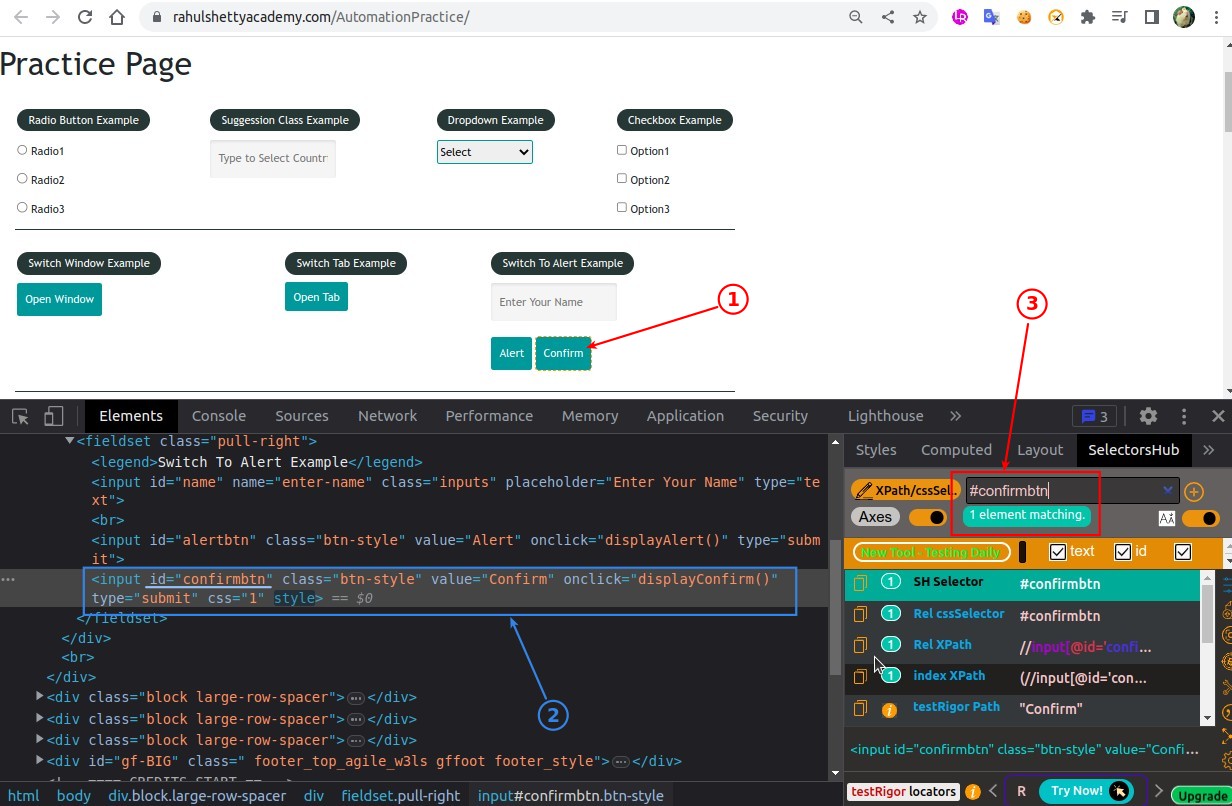 rahulshettyacademy.com/AutomationPractice/
Practice Page
Radio Button Example
Suggession Class Example
Dropdown Example
Checkbox Example
Radio1
Radio2
Radio3
Type to Select Countr
Select
Option1
Option2
Option3
Switch Window Example
Switch Tab Example
Switch To Alert Example
Open Window
Open Tab
Enter Your Name
Alert
Confirm
1
3
Elements
Console
Sources
Network
Performance
Memory
Application
Security
Lighthouse
»
3
<fieldset class="pull-right">
<legend>Switch To Alert Example</legend>
<input id="name" name="enter-name" class="inputs" placeholder="Enter Your Name" type="te
xt">
<br>
<input id="alertbtn" class="btn-style" value="Alert" onclick="displayAlert()" type="subm
it">
<input id="confirmbtn" class="btn-style" value="Confirm" onclick="displayConfirm()"
type="submit" css="1" style> == $0
</fieldset>
</div>
<br>
</div>
<div class="block large-row-spacer">…</div>
<div class="block large-row-spacer">…</div>
<div class="block large-row-spacer">…</div>
<div id="gf-BIG" class=" footer_top_agile_w3ls gffoot footer_style">…</div>
2
html
body
div.block.large-row-spacer
div
fieldset.pull-right
input#confirmbtn.btn-style
Styles
Computed
Layout
SelectorsHub
»
XPath/cssSel..
#confirmbtn
Axes
1 element matching.
New Tool - Testing Daily
text
id
1
SH Selector
#confirmbtn
1
Rel cssSelector
#confirmbtn
1
Rel XPath
//input[@id='confi...
1
index XPath
(//input[@id='con...
testRigor Path
"Confirm"
<input id="confirmbtn" class="btn-style" value="Confi...
testRigor locators
R
Try Now!
Upgrade